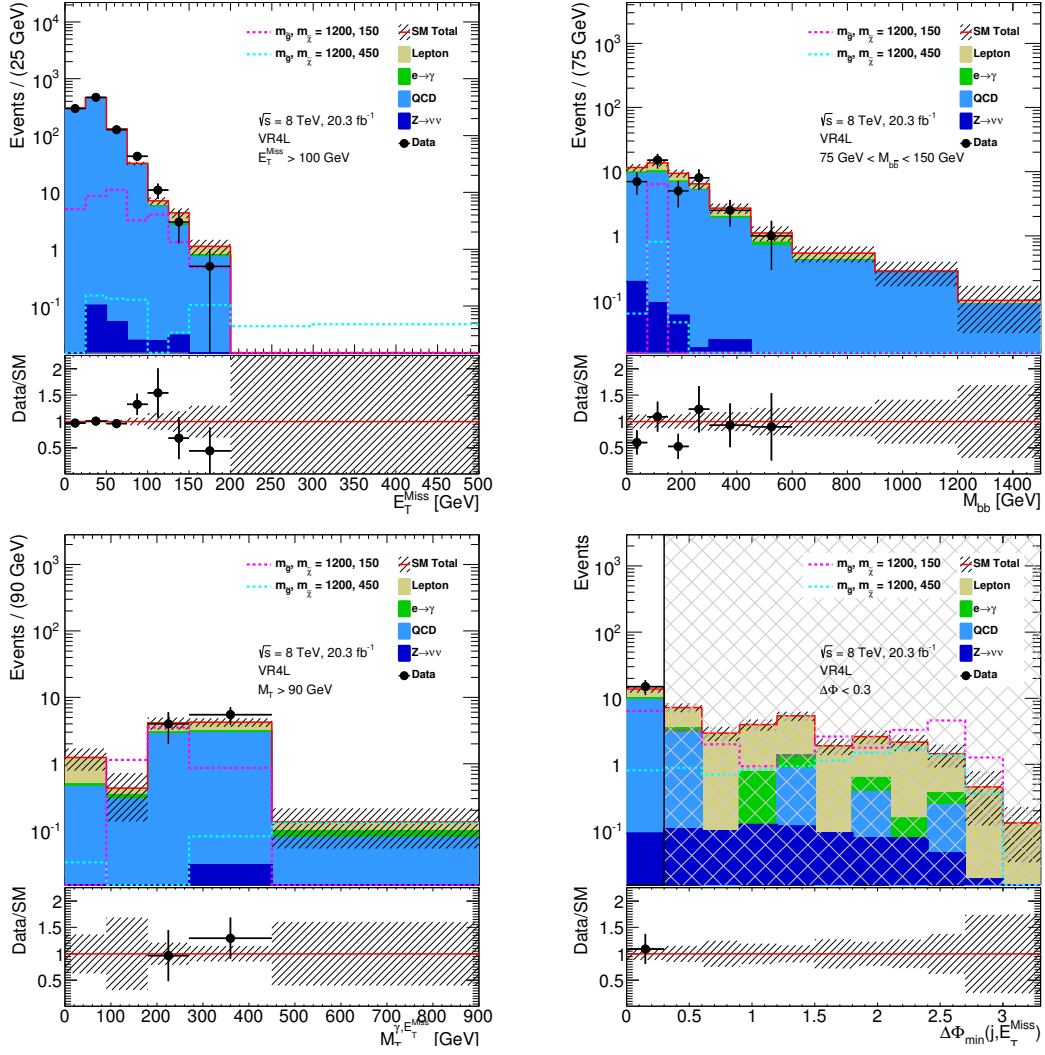 Events / (25 GeV)
10⁴
10³
10²
10
1
10⁻¹
m_g̃, m_χ̃ = 1200, 150
m_g̃, m_χ̃ = 1200, 450
SM Total
Lepton
e→γ
QCD
Z→νν
Data
√s = 8 TeV, 20.3 fb⁻¹
VR4L
E_T^Miss > 100 GeV
Data/SM
2
1.5
1
0.5
0 50 100 150 200 250 300 350 400 450 500
E_T^Miss [GeV]
Events / (75 GeV)
10³
10²
10
1
10⁻¹
m_g̃, m_χ̃ = 1200, 150
m_g̃, m_χ̃ = 1200, 450
SM Total
Lepton
e→γ
QCD
Z→νν
Data
√s = 8 TeV, 20.3 fb⁻¹
VR4L
75 GeV < M_bb̄ < 150 GeV
Data/SM
2
1.5
1
0.5
0 200 400 600 800 1000 1200 1400
M_bb [GeV]
Events / (90 GeV)
10³
10²
10
1
10⁻¹
m_g̃, m_χ̃ = 1200, 150
m_g̃, m_χ̃ = 1200, 450
SM Total
Lepton
e→γ
QCD
Z→νν
Data
√s = 8 TeV, 20.3 fb⁻¹
VR4L
M_T > 90 GeV
Data/SM
2
1.5
1
0.5
0 100 200 300 400 500 600 700 800 900
M_T^γ,E_T^Miss [GeV]
Events
10³
10²
10
1
10⁻¹
m_g̃, m_χ̃ = 1200, 150
m_g̃, m_χ̃ = 1200, 450
SM Total
Lepton
e→γ
QCD
Z→νν
Data
√s = 8 TeV, 20.3 fb⁻¹
VR4L
ΔΦ < 0.3
Data/SM
2
1.5
1
0.5
0 0.5 1 1.5 2 2.5 3
ΔΦ_min(j,E_T^Miss)